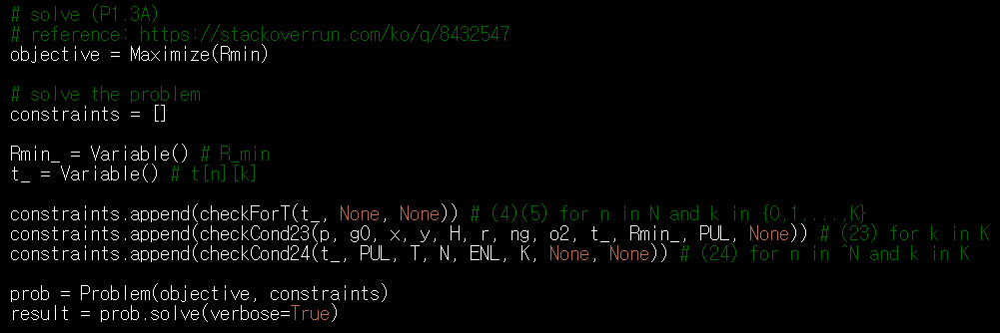 # solve (P1.3A)
# reference: https://stackoverrun.com/ko/q/8432547
objective = Maximize(Rmin)
# solve the problem
constraints = []
Rmin_ = Variable() # R_min
t_ = Variable() # t[n][k]
constraints.append(checkForT(t_, None, None)) # (4)(5) for n in N and k in {0,1,...,K}
constraints.append(checkCond23(p, g0, x, y, H, r, ng, o2, t_, Rmin_, PUL, None)) # (23) for k in K
constraints.append(checkCond24(t_, PUL, T, N, ENL, K, None, None)) # (24) for n in ^N and k in K
prob = Problem(objective, constraints)
result = prob.solve(verbose=True)